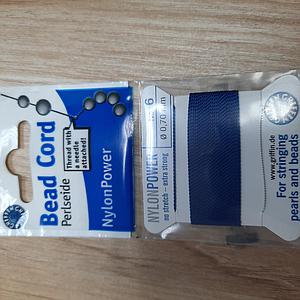 Bead Cord
Perlseide
Thread with
a needle
attached!
NylonPower
NYLONPOWER
no stretch – extra strong
6
Ø 0,70 mm
www.griffin.de
For stringing
pearls and beads